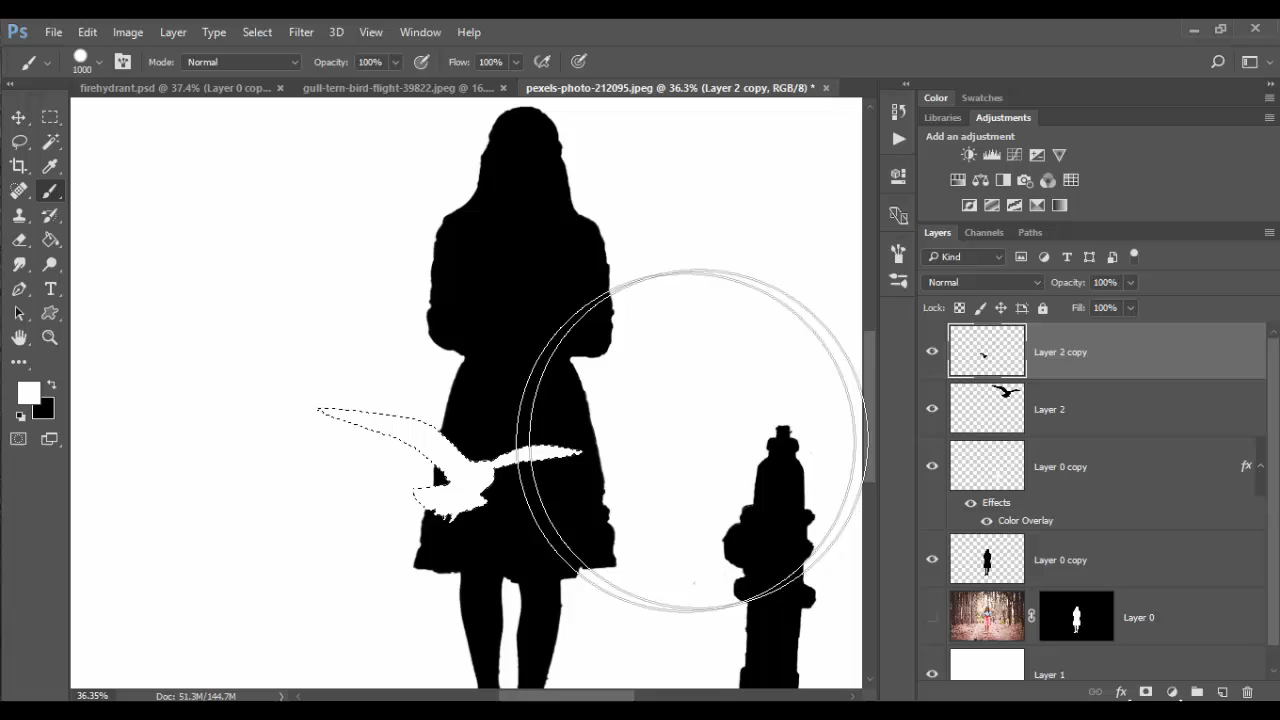 Ps File Edit Image Layer Type Select Filter 3D View Window Help
1000 Mode: Normal Opacity: 100% Flow: 100%
firehydrant.psd @ 37.4% (Layer 0 cop... × gull-tern-bird-flight-39822.jpeg @ 16.... × pexels-photo-212095.jpeg @ 36.3% (Layer 2 copy, RGB/8) * ×
Color Swatches
Libraries Adjustments
Add an adjustment
Layers Channels Paths
Kind
Normal Opacity: 100%
Lock: Fill: 100%
Layer 2 copy
Layer 2
Layer 0 copy fx
Effects
Color Overlay
Layer 0 copy
Layer 0
Layer 1
36.35% Doc: 51.3M/144.7M
fx